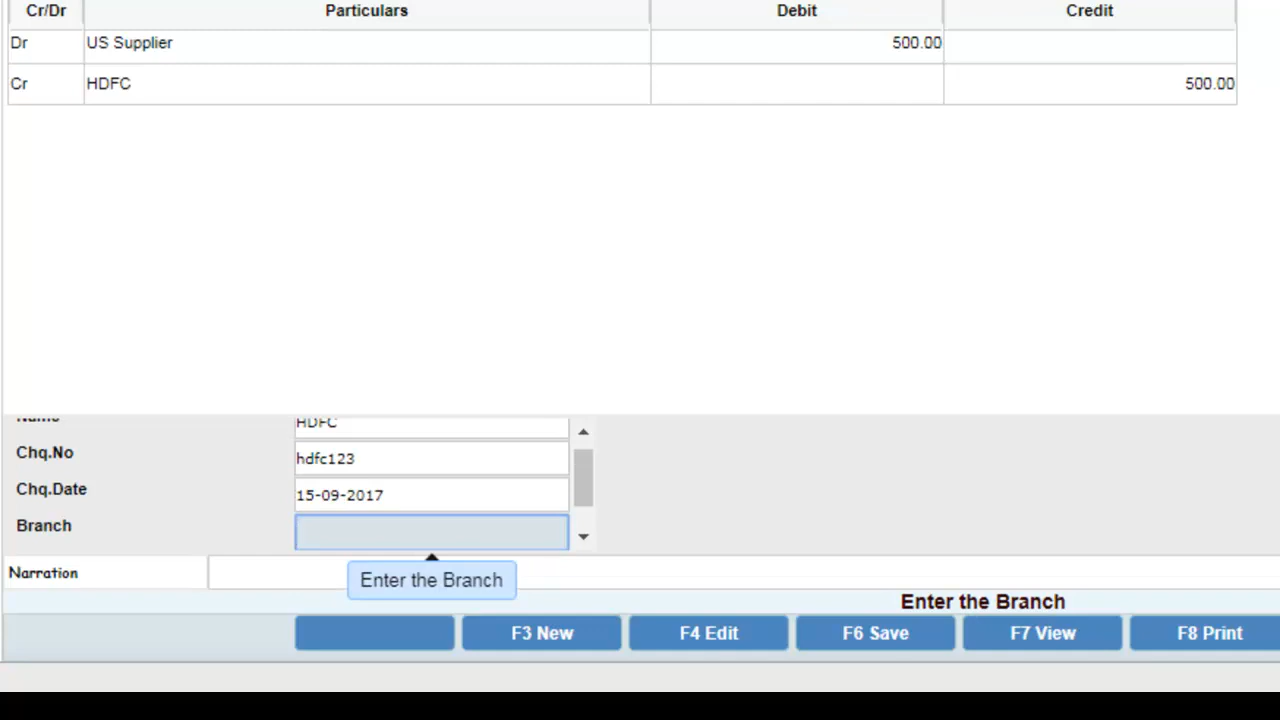 Cr/Dr Particulars Debit Credit
Dr US Supplier 500.00
Cr HDFC 500.00
Name HDFC
Chq.No hdfc123
Chq.Date 15-09-2017
Branch
Narration Enter the Branch
Enter the Branch
F3 New F4 Edit F6 Save F7 View F8 Print